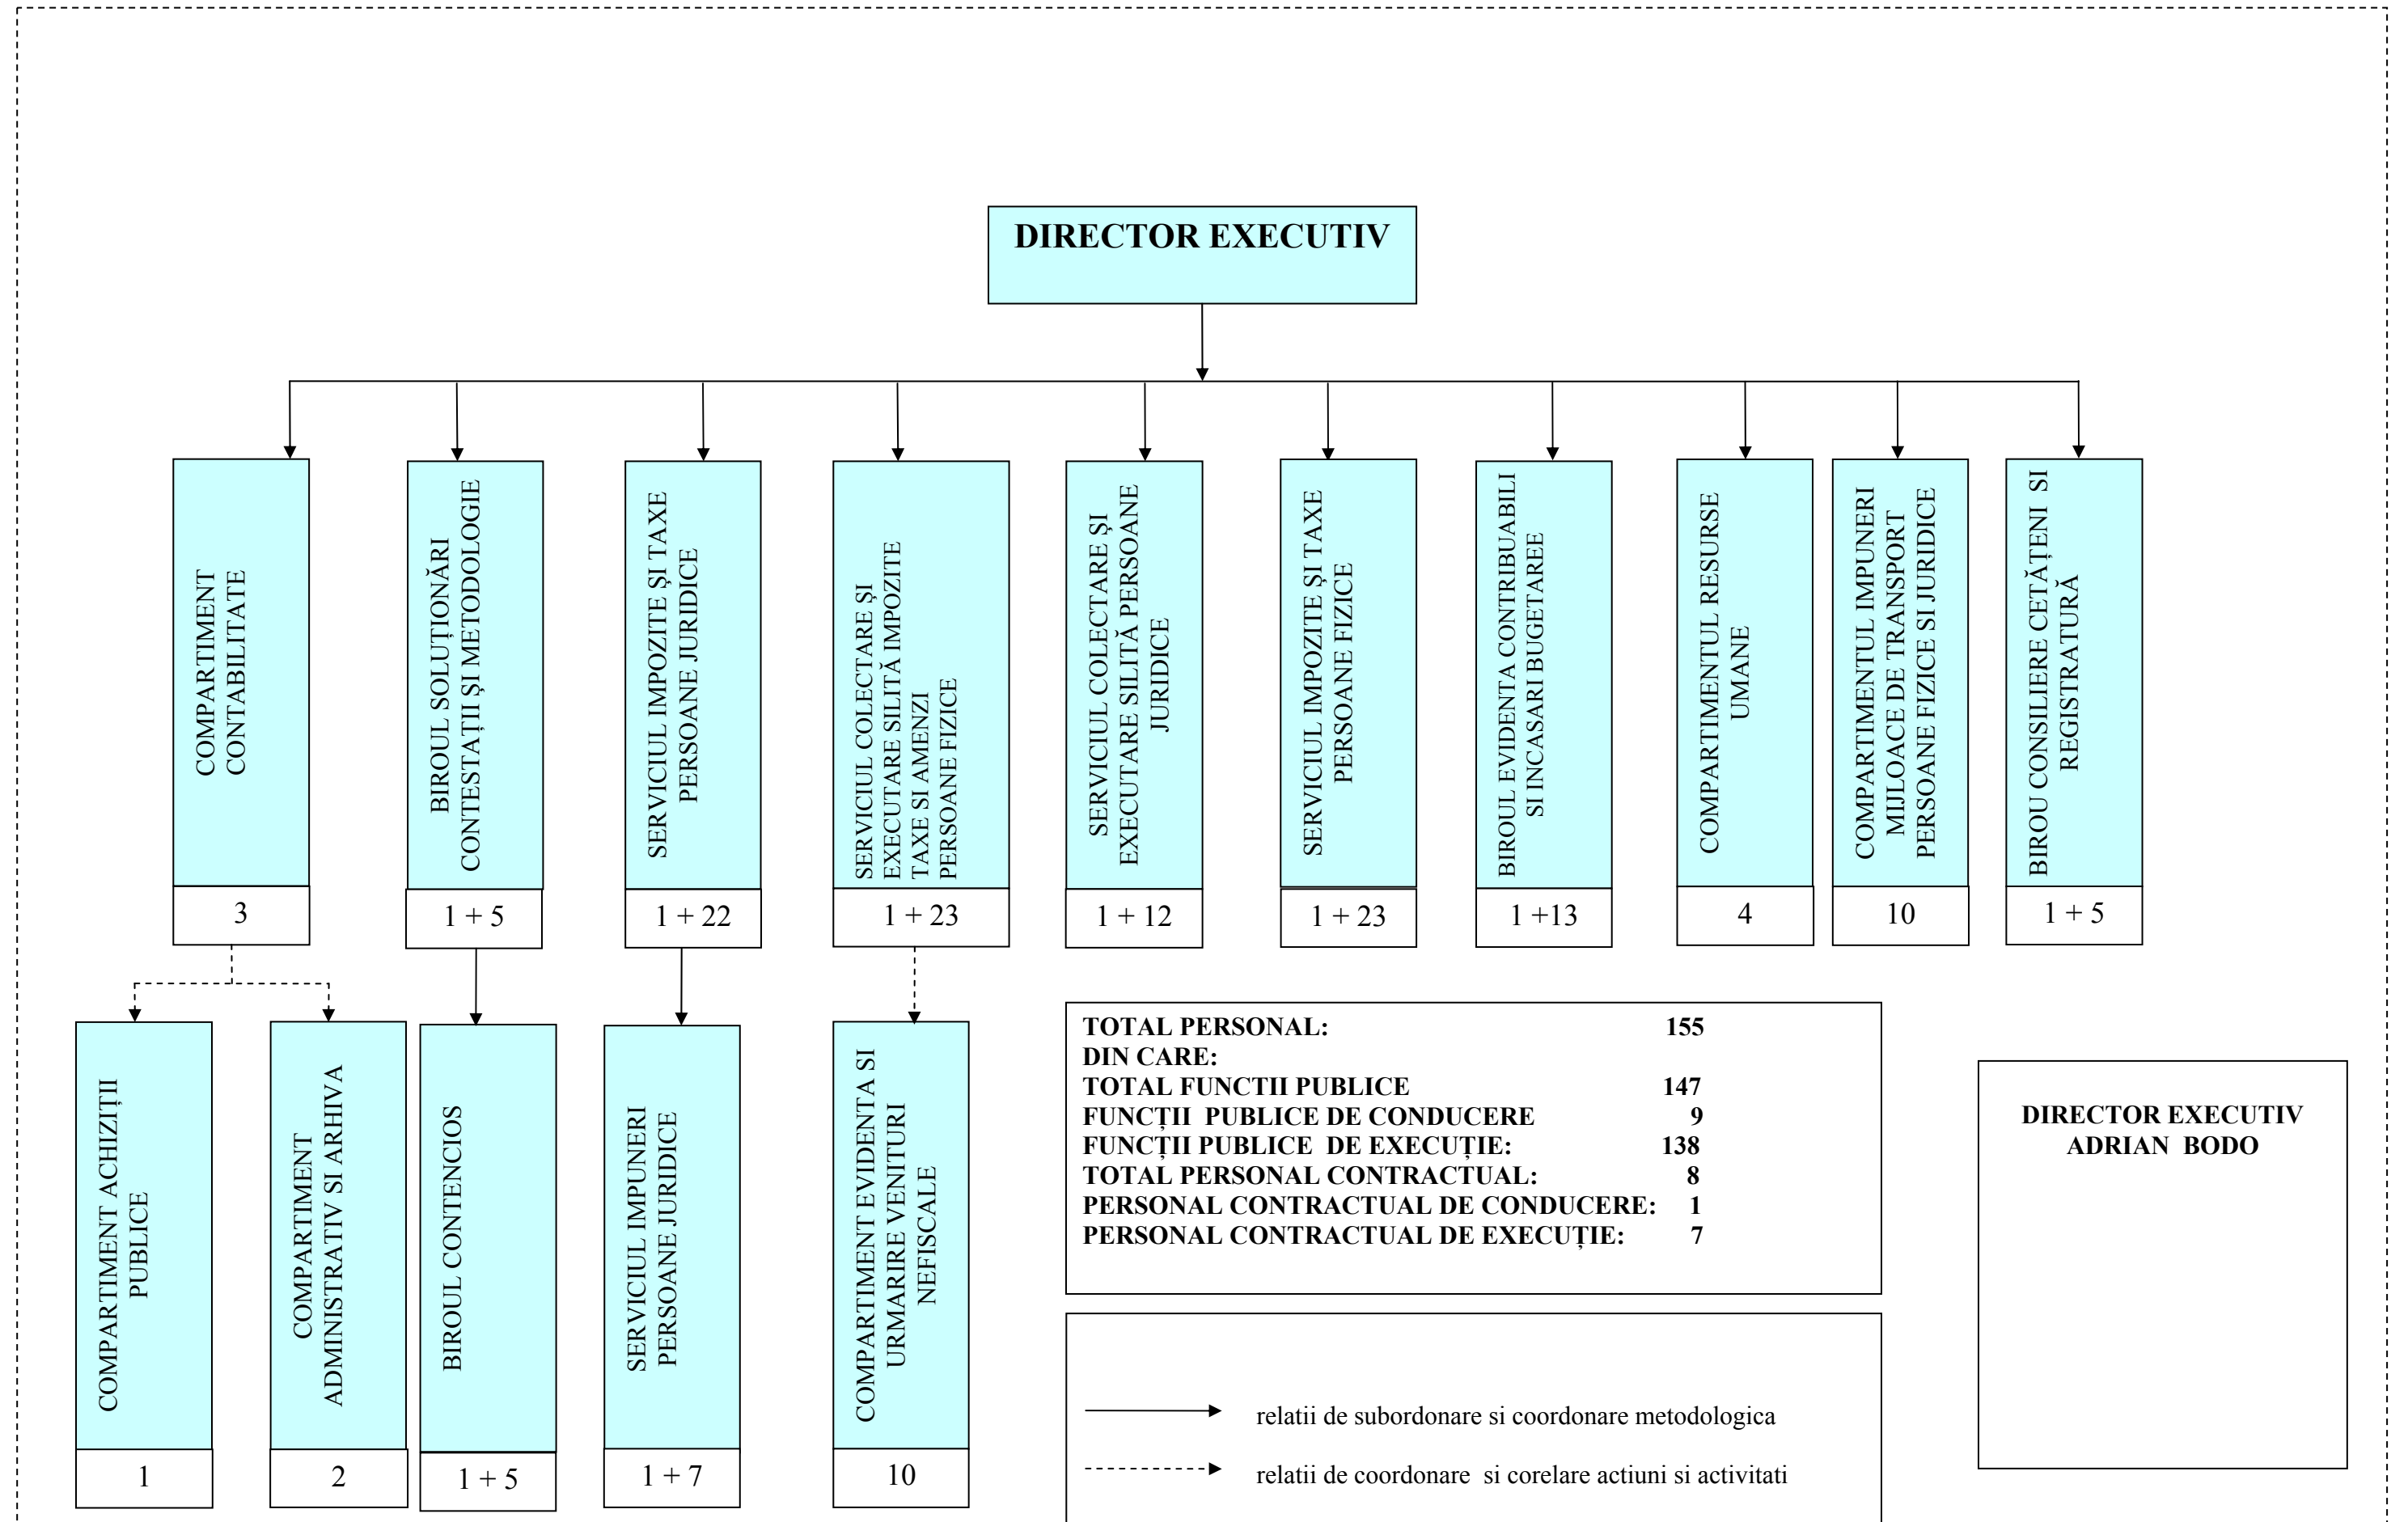 DIRECTOR EXECUTIV
COMPARTIMENT
CONTABILITATE
3
BIROUL SOLUȚIONĂRI
CONTESTAȚII ȘI METODOLOGIE
1 + 5
SERVICIUL IMPOZITE ȘI TAXE
PERSOANE JURIDICE
1 + 22
SERVICIUL COLECTARE ȘI
EXECUTARE SILITĂ IMPOZITE
TAXE SI AMENZI
PERSOANE FIZICE
1 + 23
SERVICIUL COLECTARE ȘI
EXECUTARE SILITĂ PERSOANE
JURIDICE
1 + 12
SERVICIUL IMPOZITE ȘI TAXE
PERSOANE FIZICE
1 + 23
BIROUL EVIDENTA CONTRIBUABILI
SI INCASARI BUGETAREE
1 +13
COMPARTIMENTUL RESURSE
UMANE
4
COMPARTIMENTUL IMPUNERI
MIJLOACE DE TRANSPORT
PERSOANE FIZICE SI JURIDICE
10
BIROU CONSILIERE CETĂȚENI SI
REGISTRATURĂ
1 + 5
COMPARTIMENT ACHIZIȚII
PUBLICE
1
COMPARTIMENT
ADMINISTRATIV SI ARHIVA
2
BIROUL CONTENCIOS
1 + 5
SERVICIUL IMPUNERI
PERSOANE JURIDICE
1 + 7
COMPARTIMENT EVIDENTA SI
URMARIRE VENITURI
NEFISCALE
10
TOTAL PERSONAL: 155
DIN CARE:
TOTAL FUNCTII PUBLICE 147
FUNCȚII PUBLICE DE CONDUCERE 9
FUNCȚII PUBLICE DE EXECUȚIE: 138
TOTAL PERSONAL CONTRACTUAL: 8
PERSONAL CONTRACTUAL DE CONDUCERE: 1
PERSONAL CONTRACTUAL DE EXECUȚIE: 7
relatii de subordonare si coordonare metodologica
relatii de coordonare si corelare actiuni si activitati
DIRECTOR EXECUTIV
ADRIAN BODO